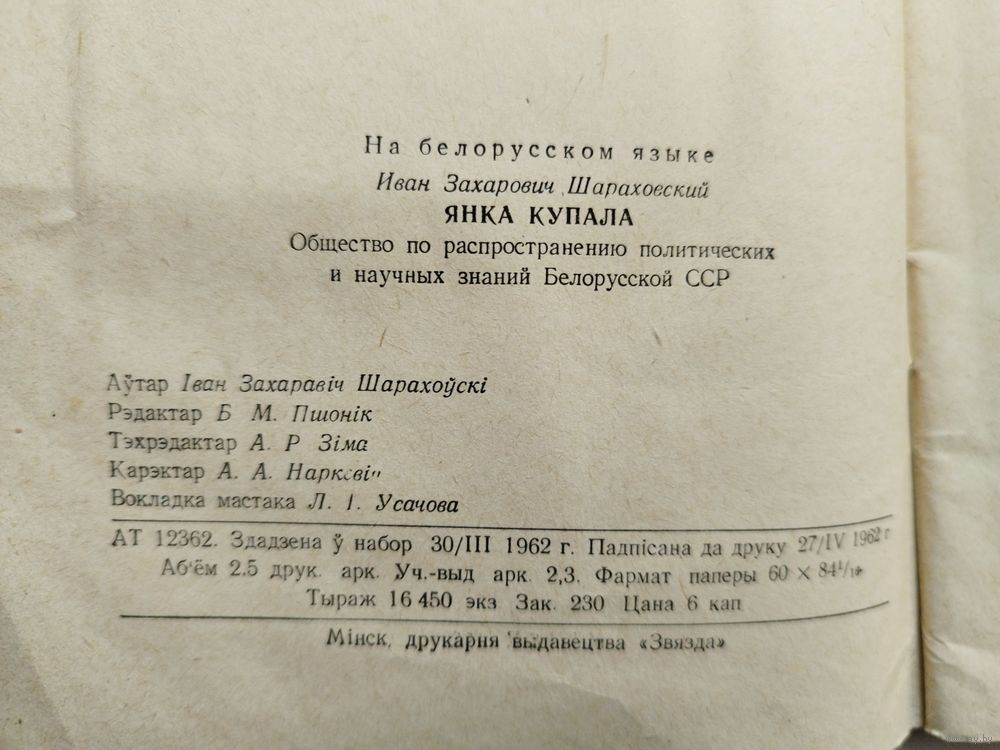 На белорусском языке
Иван Захарович Шараховский
ЯНКА КУПАЛА
Общество по распространению политических
и научных знаний Белорусской ССР
Аўтар Іван Захаравіч Шарахоўскі
Рэдактар Б М. Пшонік
Тэхрэдактар А. Р Зіма
Карэктар А. А.
Вокладка мастака Л. І. Усачова
АТ 12362. Здадзена ў набор 30/III 1962 г. Падпісана да друку 27/IV 1962 г
Аб'ём 2.5 друк. арк. Уч.-выд арк. 2,3. Фармат паперы 60 × 84¹/₁₆
Тыраж 16 450 экз Зак. 230 Цана 6 кап
Мінск, друкарня выдавецтва «Звязда»